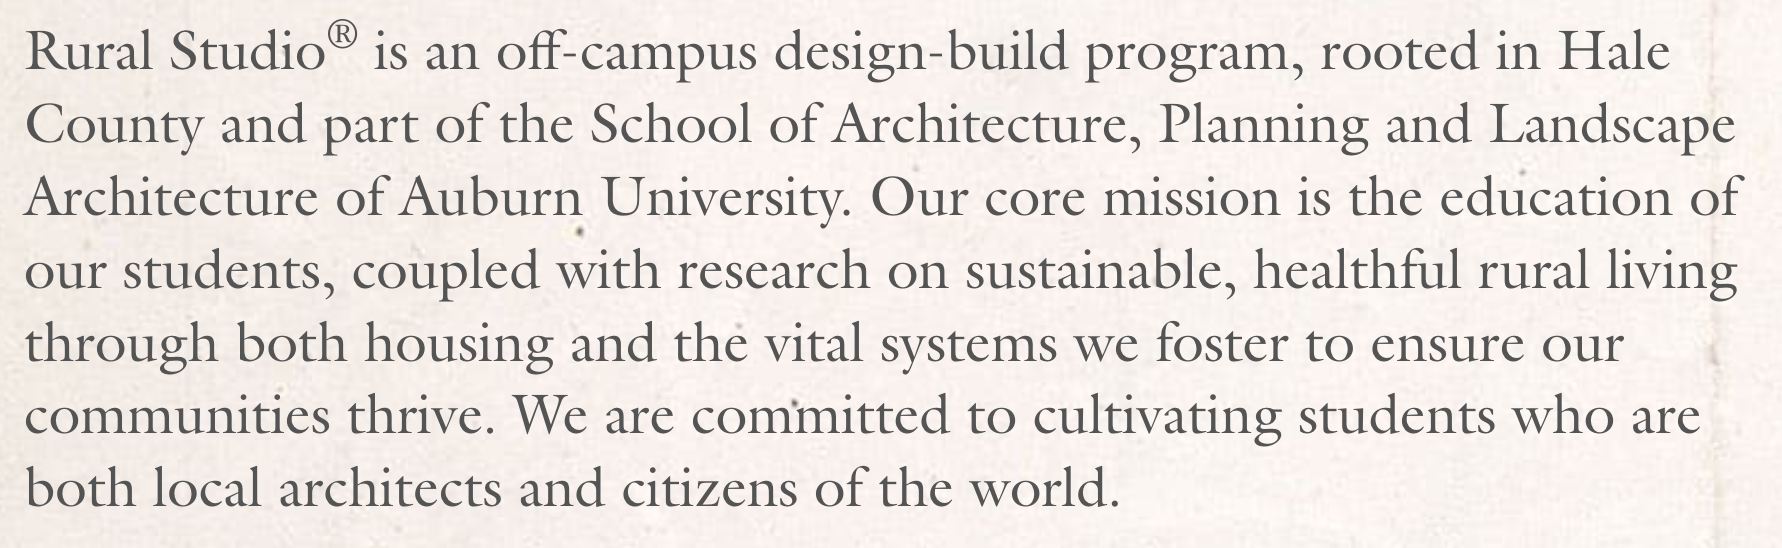 Rural Studio® is an off-campus design-build program, rooted in Hale
County and part of the School of Architecture, Planning and Landscape
Architecture of Auburn University. Our core mission is the education of
our students, coupled with research on sustainable, healthful rural living
through both housing and the vital systems we foster to ensure our
communities thrive. We are committed to cultivating students who are
both local architects and citizens of the world.